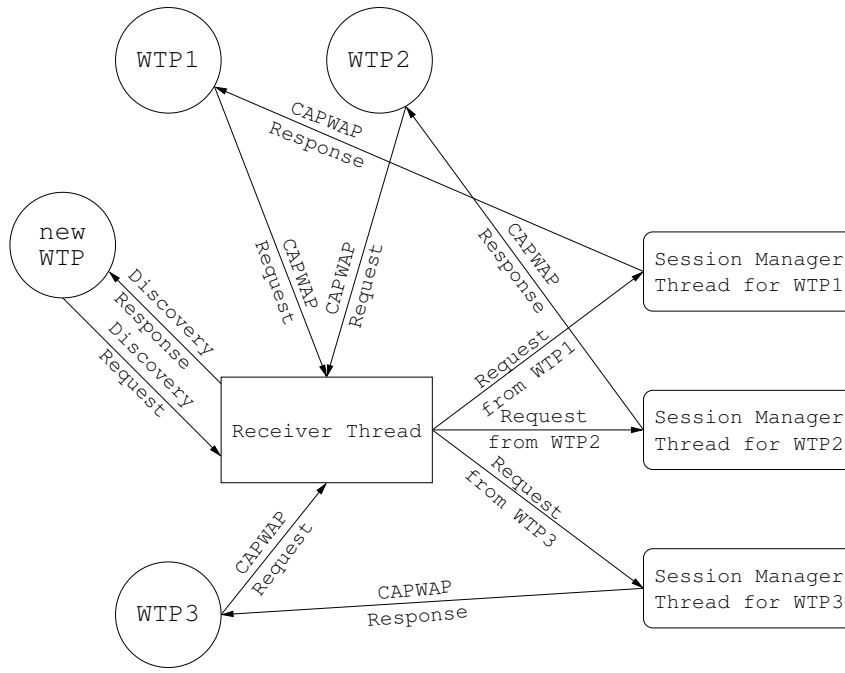 WTP1
WTP2
CAPWAP
Response
new
WTP
CAPWAP
Request
CAPWAP
Request
CAPWAP
Response
Session Manager
Thread for WTP1
Discovery
Response
Discovery
Request
Request
from WTP1
Receiver Thread
Request
from WTP2
Session Manager
Thread for WTP2
Request
from WTP3
CAPWAP
Request
WTP3
CAPWAP
Response
Session Manager
Thread for WTP3